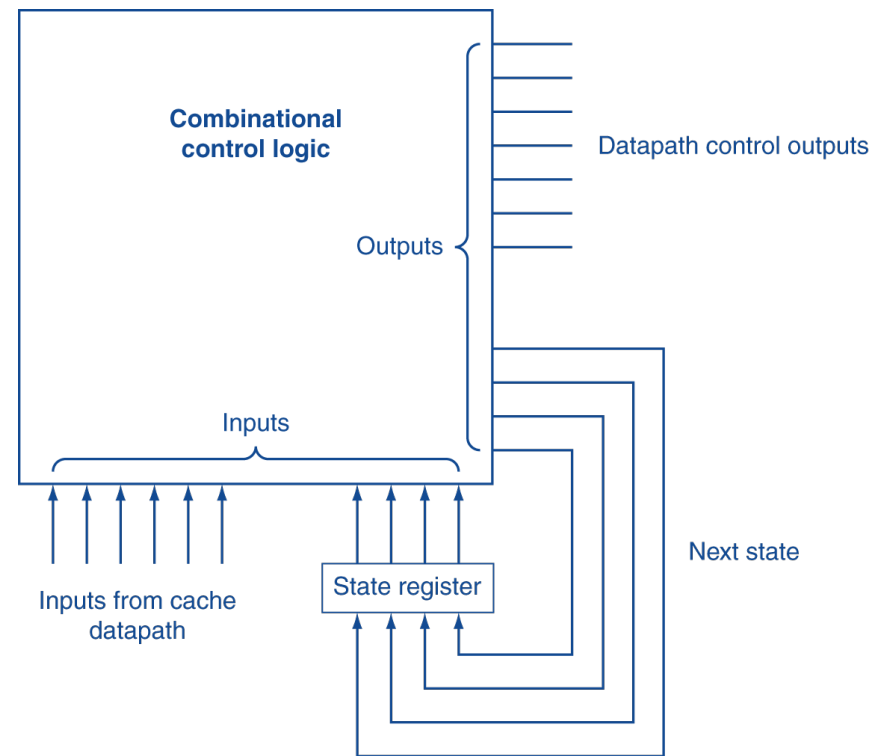 Combinational
control logic
Datapath control outputs
Outputs
Inputs
Next state
State register
Inputs from cache
datapath